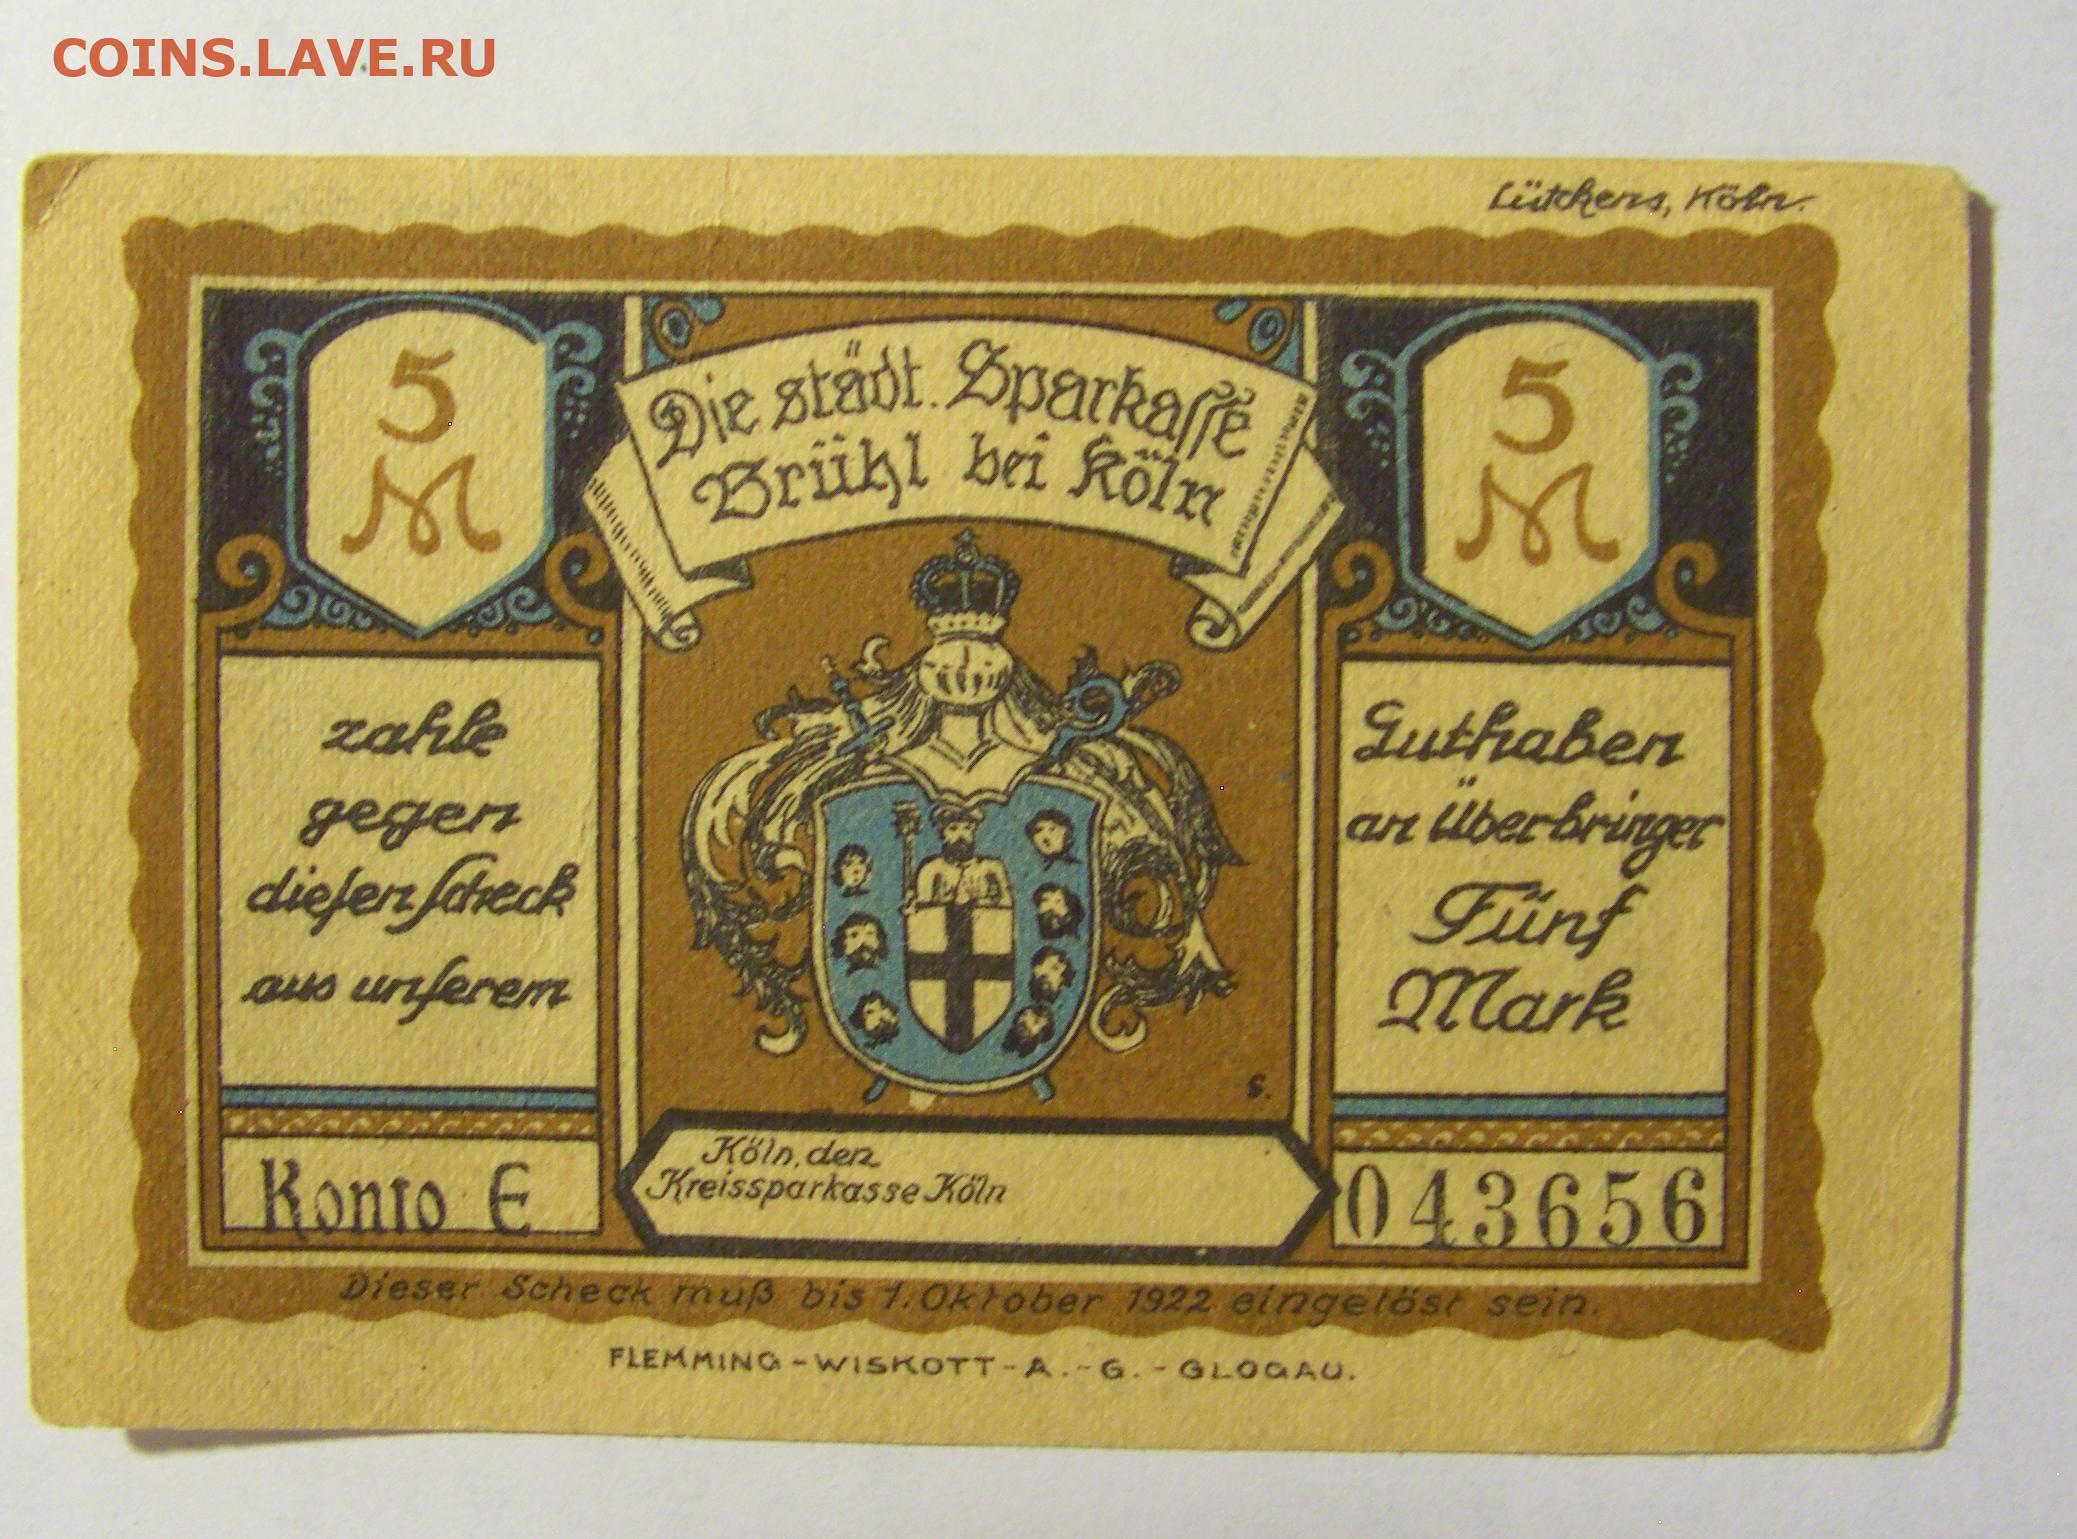 COINS.LAVE.RU
Lütkens, Köln.
5
M
Die städt. Sparkasse
Brühl bei Köln
5
M
zahle
gegen
diesen Scheck
aus unserem
Guthaben
an Überbringer
Fünf
Mark
S.
Konto E
Köln, den
Kreissparkasse Köln
043656
Dieser Scheck muß bis 1. Oktober 1922 eingelöst sein.
FLEMMING-WISKOTT-A.-G.-GLOGAU.